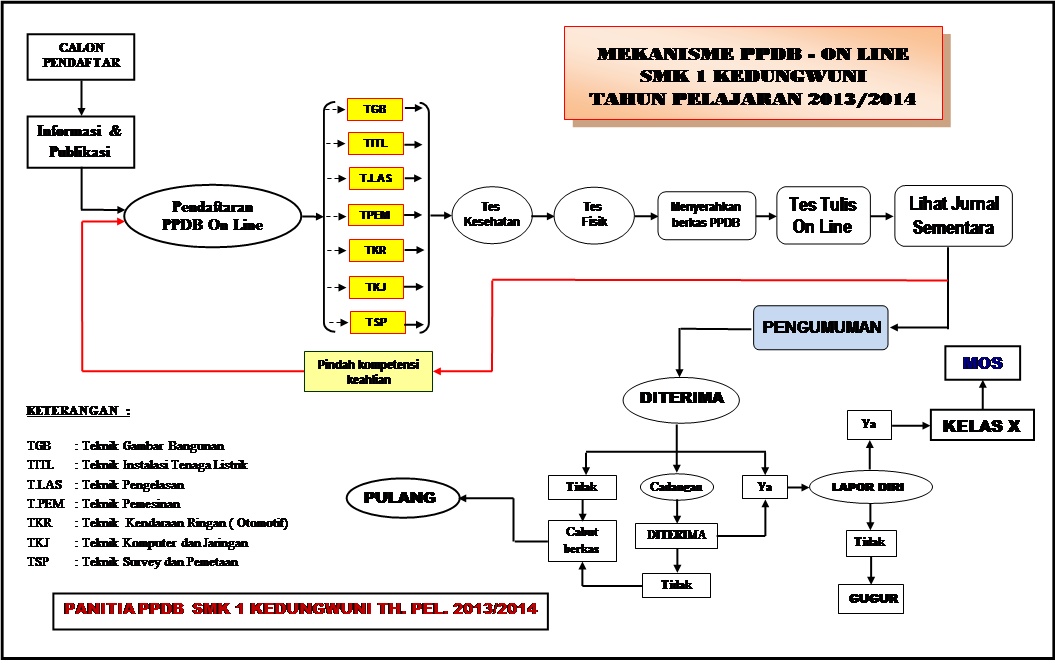 MEKANISME PPDB - ON LINE
SMK 1 KEDUNGWUNI
TAHUN PELAJARAN 2013/2014
CALON
PENDAFTAR
Informasi &
Publikasi
Pendaftaran
PPDB On Line
TGB
TITL
T.LAS
TPEM
TKR
TKJ
TSP
Tes
Kesehatan
Tes
Fisik
Menyerahkan
berkas PPDB
Tes Tulis
On Line
Lihat Jurnal
Sementara
Pindah kompetensi
keahlian
PENGUMUMAN
DITERIMA
Tidak
Cadangan
Ya
Cabut
berkas
DITERIMA
Tidak
PULANG
LAPOR DIRI
Ya
KELAS X
MOS
Tidak
GUGUR
KETERANGAN :
TGB : Teknik Gambar Bangunan
TITL : Teknik Instalasi Tenaga Listrik
T.LAS : Teknik Pengelasan
T.PEM : Teknik Pemesinan
TKR : Teknik Kendaraan Ringan ( Otomotif)
TKJ : Teknik Komputer dan Jaringan
TSP : Teknik Survey dan Pemetaan
PANITIA PPDB SMK 1 KEDUNGWUNI TH. PEL. 2013/2014